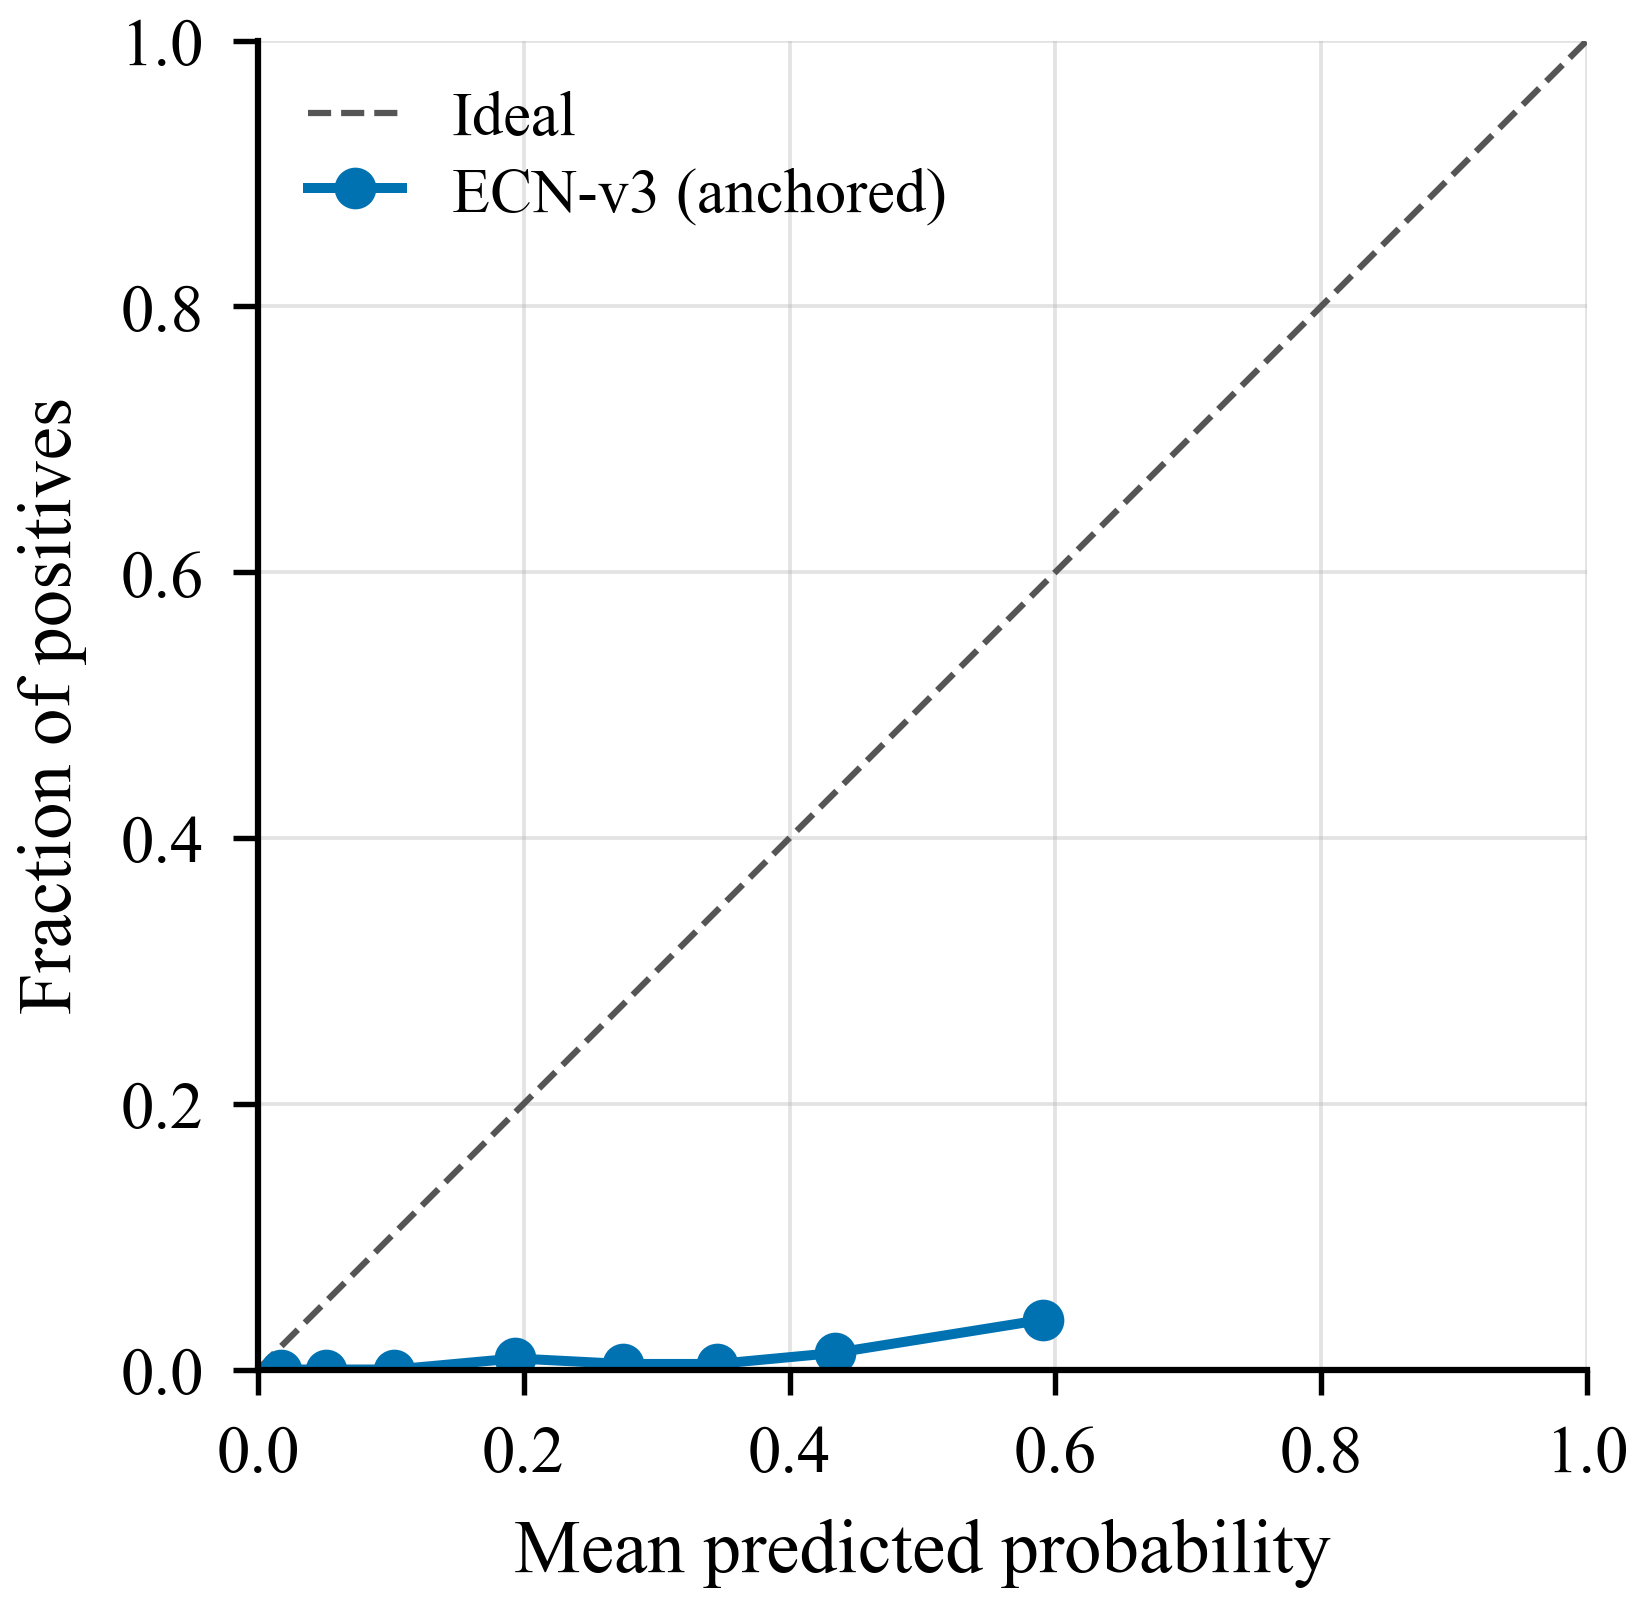 Ideal
ECN-v3 (anchored)
Fraction of positives
1.0
0.8
0.6
0.4
0.2
0.0
0.0 0.2 0.4 0.6 0.8 1.0
Mean predicted probability